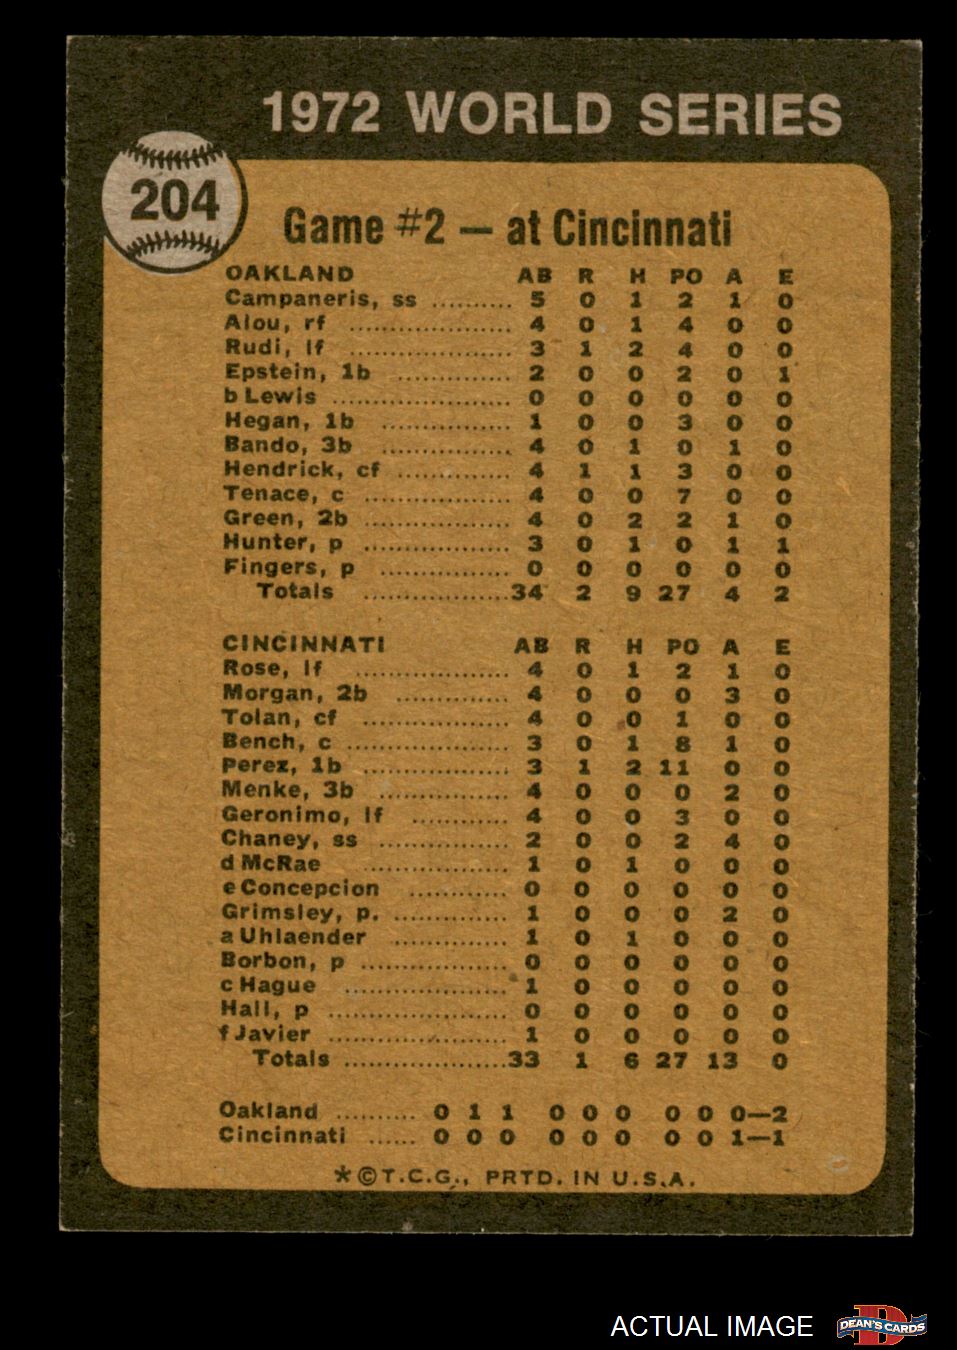 1972 WORLD SERIES
204
Game #2 — at Cincinnati
OAKLAND AB R H PO A E
Campaneris, ss .......... 5 0 1 2 1 0
Alou, rf .................... 4 0 1 4 0 0
Rudi, lf .................... 3 1 2 4 0 0
Epstein, 1b .............. 2 0 0 2 0 1
b Lewis ...................... 0 0 0 0 0 0
Hegan, 1b ................ 1 0 0 3 0 0
Bando, 3b ................ 4 0 1 0 1 0
Hendrick, cf .............. 4 1 1 3 0 0
Tenace, c .................. 4 0 0 7 0 0
Green, 2b .................. 4 0 2 2 1 0
Hunter, p .................. 3 0 1 0 1 1
Fingers, p ................ 0 0 0 0 0 0
Totals ..................34 2 9 27 4 2
CINCINNATI AB R H PO A E
Rose, lf ................... 4 0 1 2 1 0
Morgan, 2b .............. 4 0 0 0 3 0
Tolan, cf .................. 4 0 0 1 0 0
Bench, c .................... 3 0 1 8 1 0
Perez, 1b .................. 3 1 2 11 0 0
Menke, 3b ................ 4 0 0 0 2 0
Geronimo, lf ............ 4 0 0 3 0 0
Chaney, ss ................ 2 0 0 2 4 0
d McRae .................. 1 0 1 0 0 0
e Concepcion ............ 0 0 0 0 0 0
Grimsley, p. .............. 1 0 0 0 2 0
a Uhlaender .............. 1 0 1 0 0 0
Borbon, p .................. 0 0 0 0 0 0
c Hague .................... 1 0 0 0 0 0
Hall, p ...................... 0 0 0 0 0 0
f Javier ...................... 1 0 0 0 0 0
Totals ....................33 1 6 27 13 0
Oakland .......... 0 1 1 0 0 0 0 0 0—2
Cincinnati ...... 0 0 0 0 0 0 0 0 1—1
*©T.C.G., PRTD. IN U.S.A.
ACTUAL IMAGE
D
DEAN'S CARDS